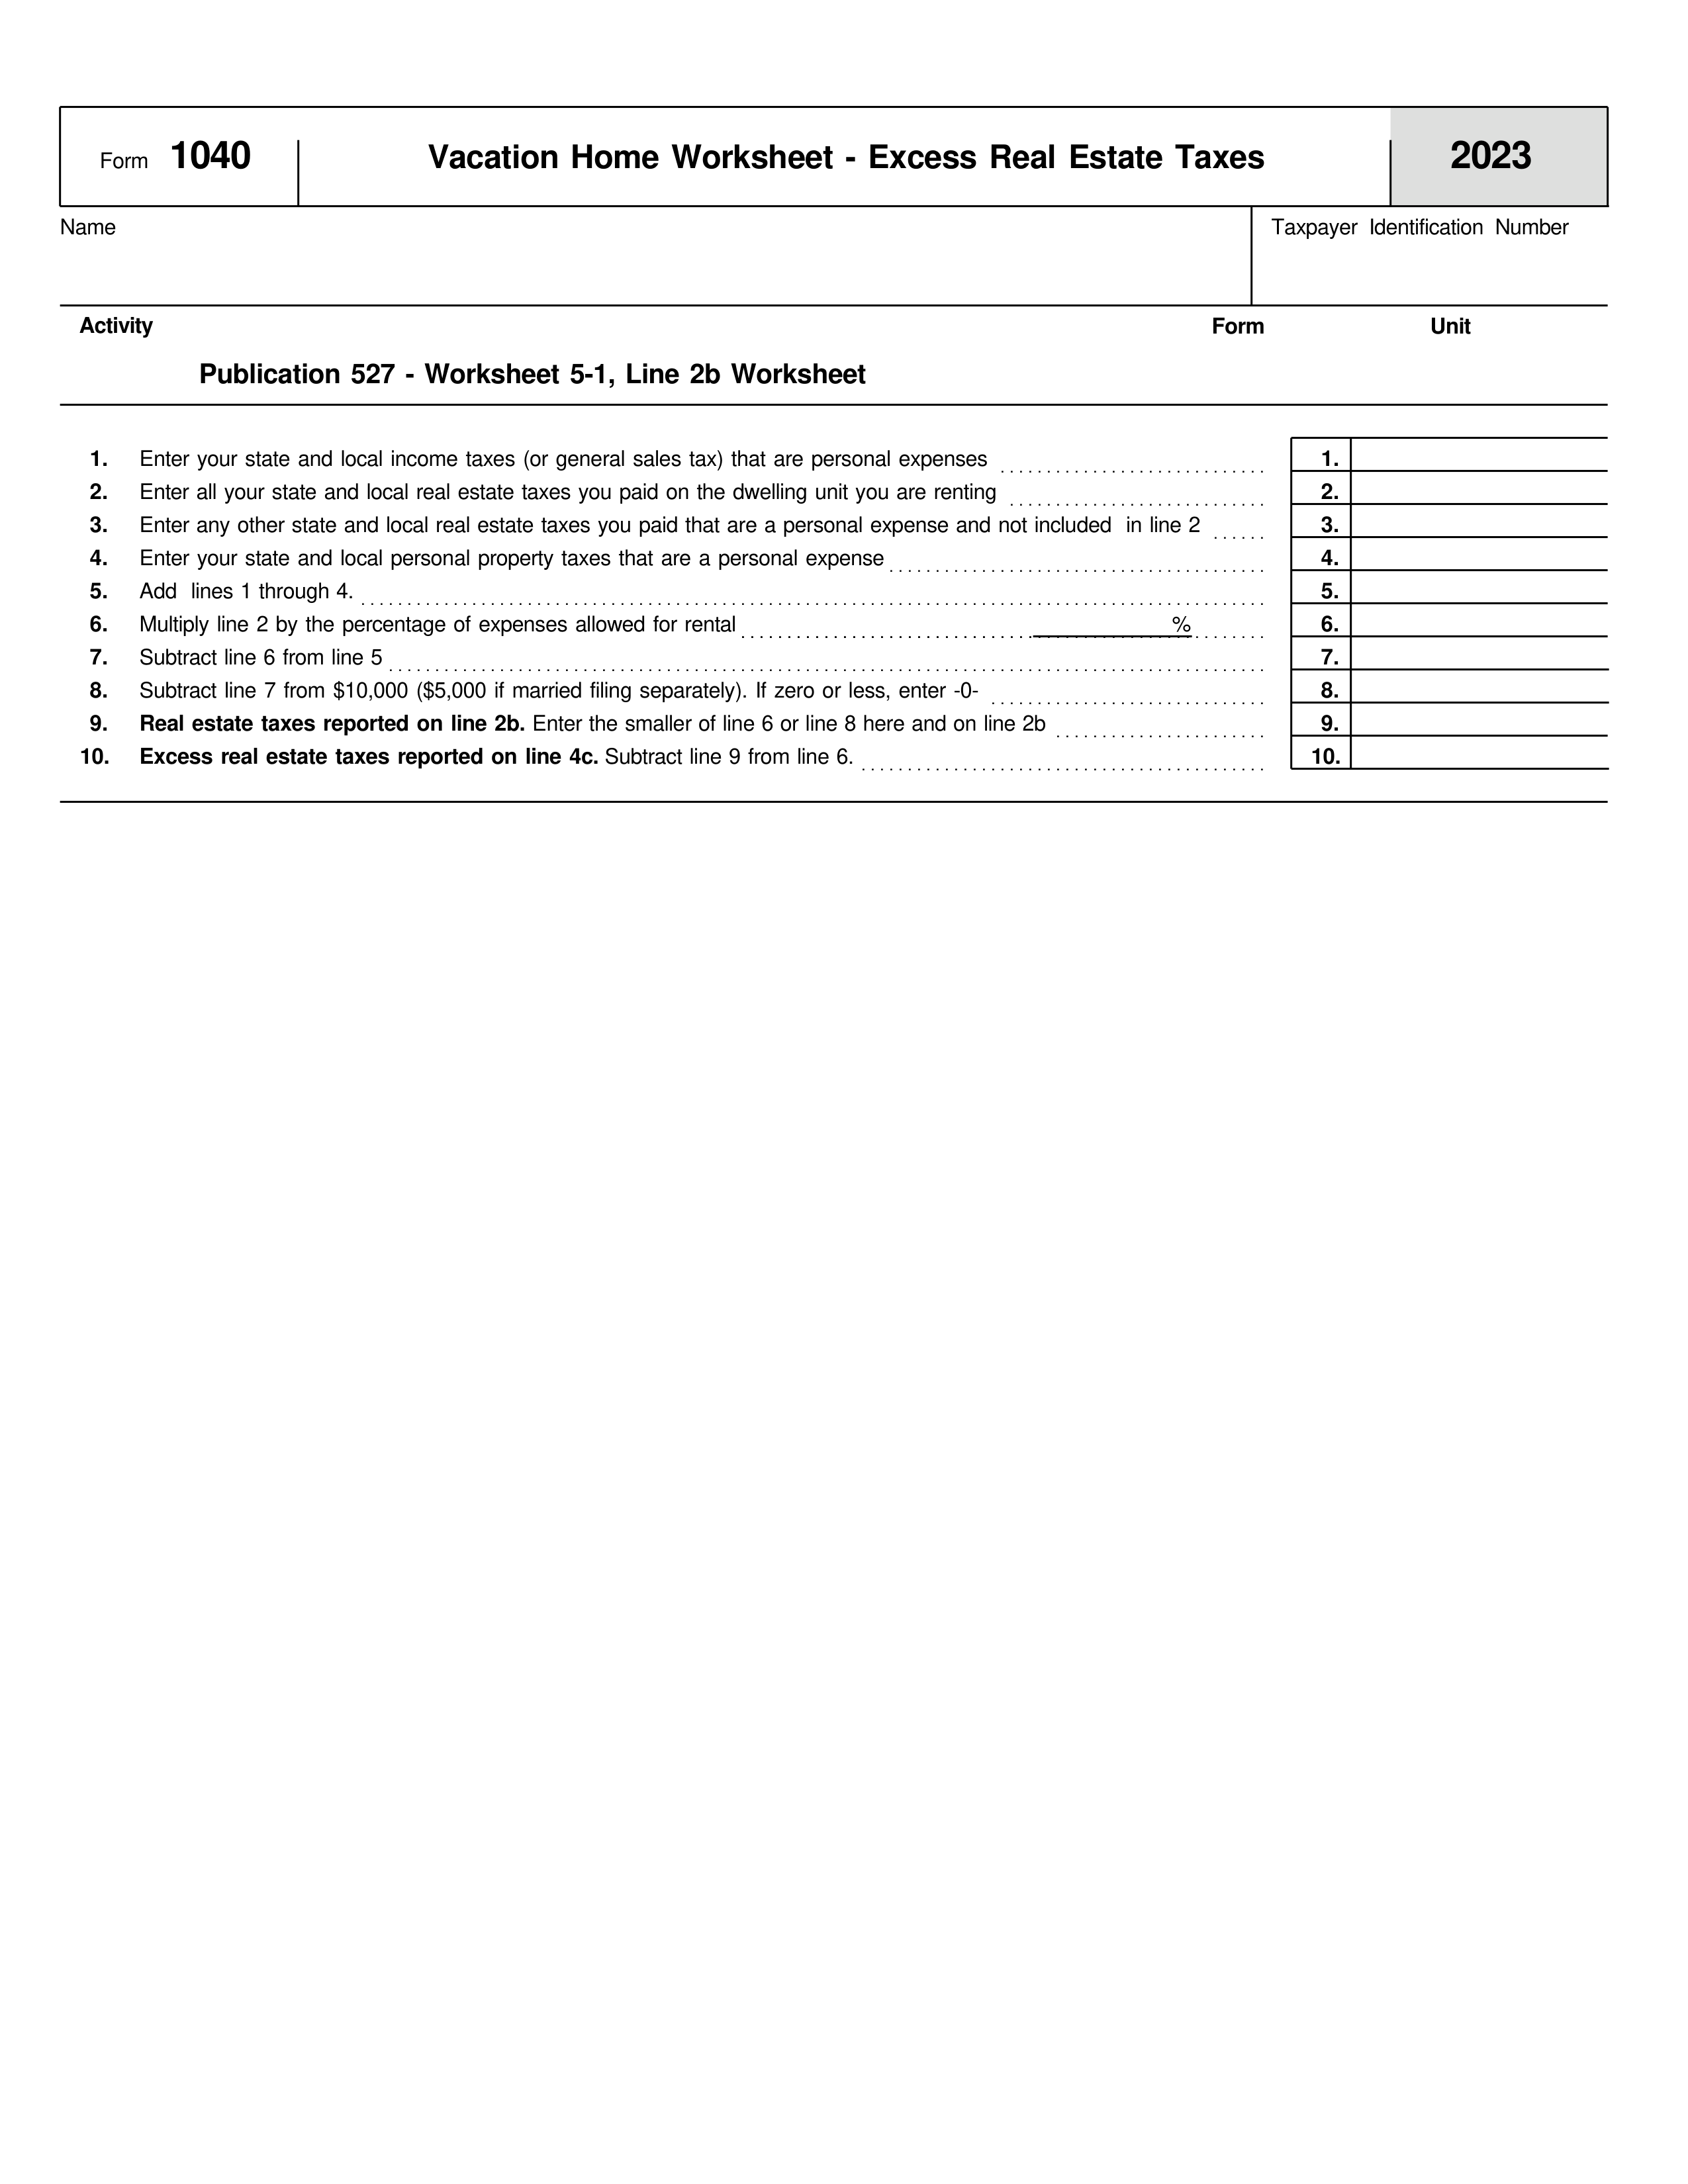 Form 1040 Vacation Home Worksheet - Excess Real Estate Taxes 2023
Name Taxpayer Identification Number
Activity Form Unit
Publication 527 - Worksheet 5-1, Line 2b Worksheet
1. Enter your state and local income taxes (or general sales tax) that are personal expenses 1.
2. Enter all your state and local real estate taxes you paid on the dwelling unit you are renting 2.
3. Enter any other state and local real estate taxes you paid that are a personal expense and not included in line 2 3.
4. Enter your state and local personal property taxes that are a personal expense 4.
5. Add lines 1 through 4. 5.
6. Multiply line 2 by the percentage of expenses allowed for rental % 6.
7. Subtract line 6 from line 5 7.
8. Subtract line 7 from $10,000 ($5,000 if married filing separately). If zero or less, enter -0- 8.
9. Real estate taxes reported on line 2b. Enter the smaller of line 6 or line 8 here and on line 2b 9.
10. Excess real estate taxes reported on line 4c. Subtract line 9 from line 6. 10.